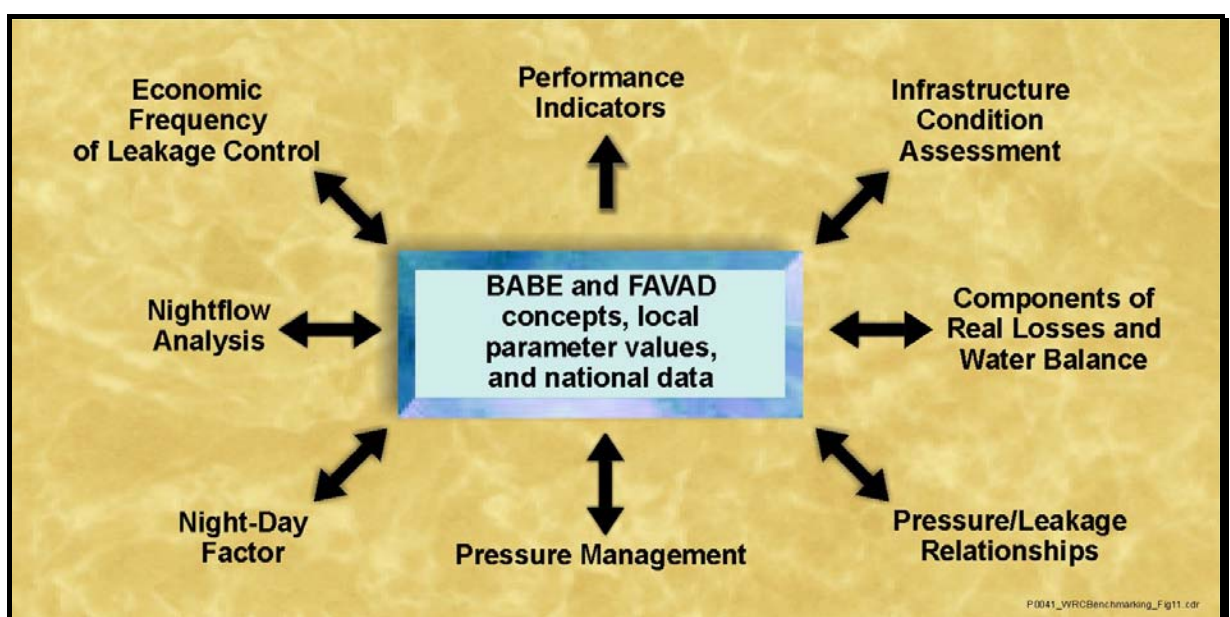 Economic
Frequency
of Leakage Control
Performance
Indicators
Infrastructure
Condition
Assessment
Nightflow
Analysis
BABE and FAVAD
concepts, local
parameter values,
and national data
Components of
Real Losses and
Water Balance
Night-Day
Factor
Pressure Management
Pressure/Leakage
Relationships
P0041_WRCBenchmarking_Fig11.cdr